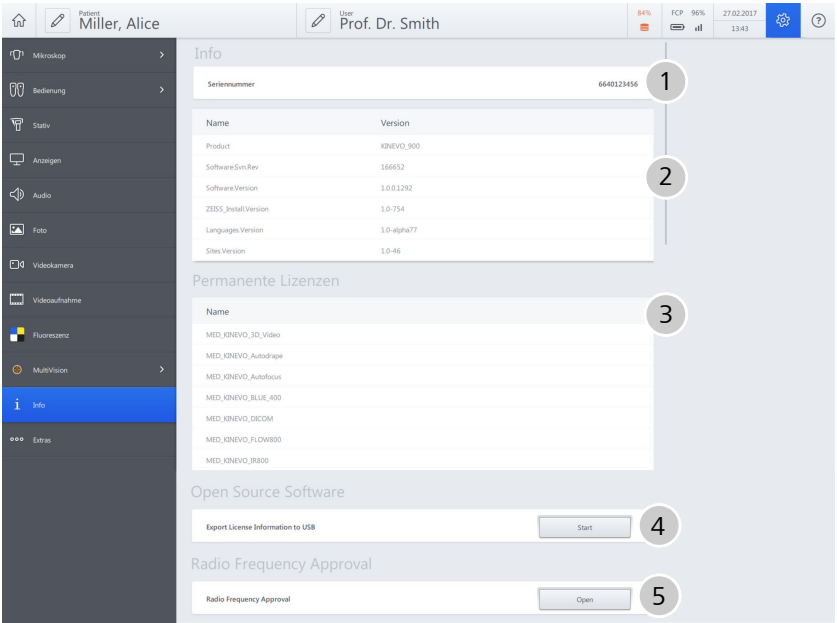 Patient
Miller, Alice
User
Prof. Dr. Smith
84%
FCP 96%
27.02.2017
13:43
?
Mikroskop
Bedienung
Stativ
Anzeigen
Audio
Foto
Videokamera
Videoaufnahme
Fluoreszenz
MultiVision
i Info
Extras
Info
Seriennummer 6640123456
1
Name Version
Product KINEVO_900
Software.Svn.Rev 166652
2
Software.Version 1.0.0.1292
ZEISS_Install.Version 1.0-754
Languages.Version 1.0-alpha77
Sites.Version 1.0-46
Permanente Lizenzen
Name
3
MED_KINEVO_3D_Video
MED_KINEVO_Autodrape
MED_KINEVO_Autofocus
MED_KINEVO_BLUE_400
MED_KINEVO_DICOM
MED_KINEVO_FLOW800
MED_KINEVO_IR800
Open Source Software
Export License Information to USB Start
4
Radio Frequency Approval
Radio Frequency Approval Open
5